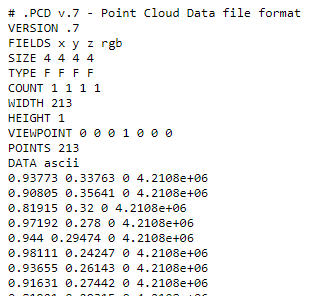 # .PCD v.7 - Point Cloud Data file format
VERSION .7
FIELDS x y z rgb
SIZE 4 4 4 4
TYPE F F F F
COUNT 1 1 1 1
WIDTH 213
HEIGHT 1
VIEWPOINT 0 0 0 1 0 0 0
POINTS 213
DATA ascii
0.93773 0.33763 0 4.2108e+06
0.90805 0.35641 0 4.2108e+06
0.81915 0.32 0 4.2108e+06
0.97192 0.278 0 4.2108e+06
0.944 0.29474 0 4.2108e+06
0.98111 0.24247 0 4.2108e+06
0.93655 0.26143 0 4.2108e+06
0.91631 0.27442 0 4.2108e+06